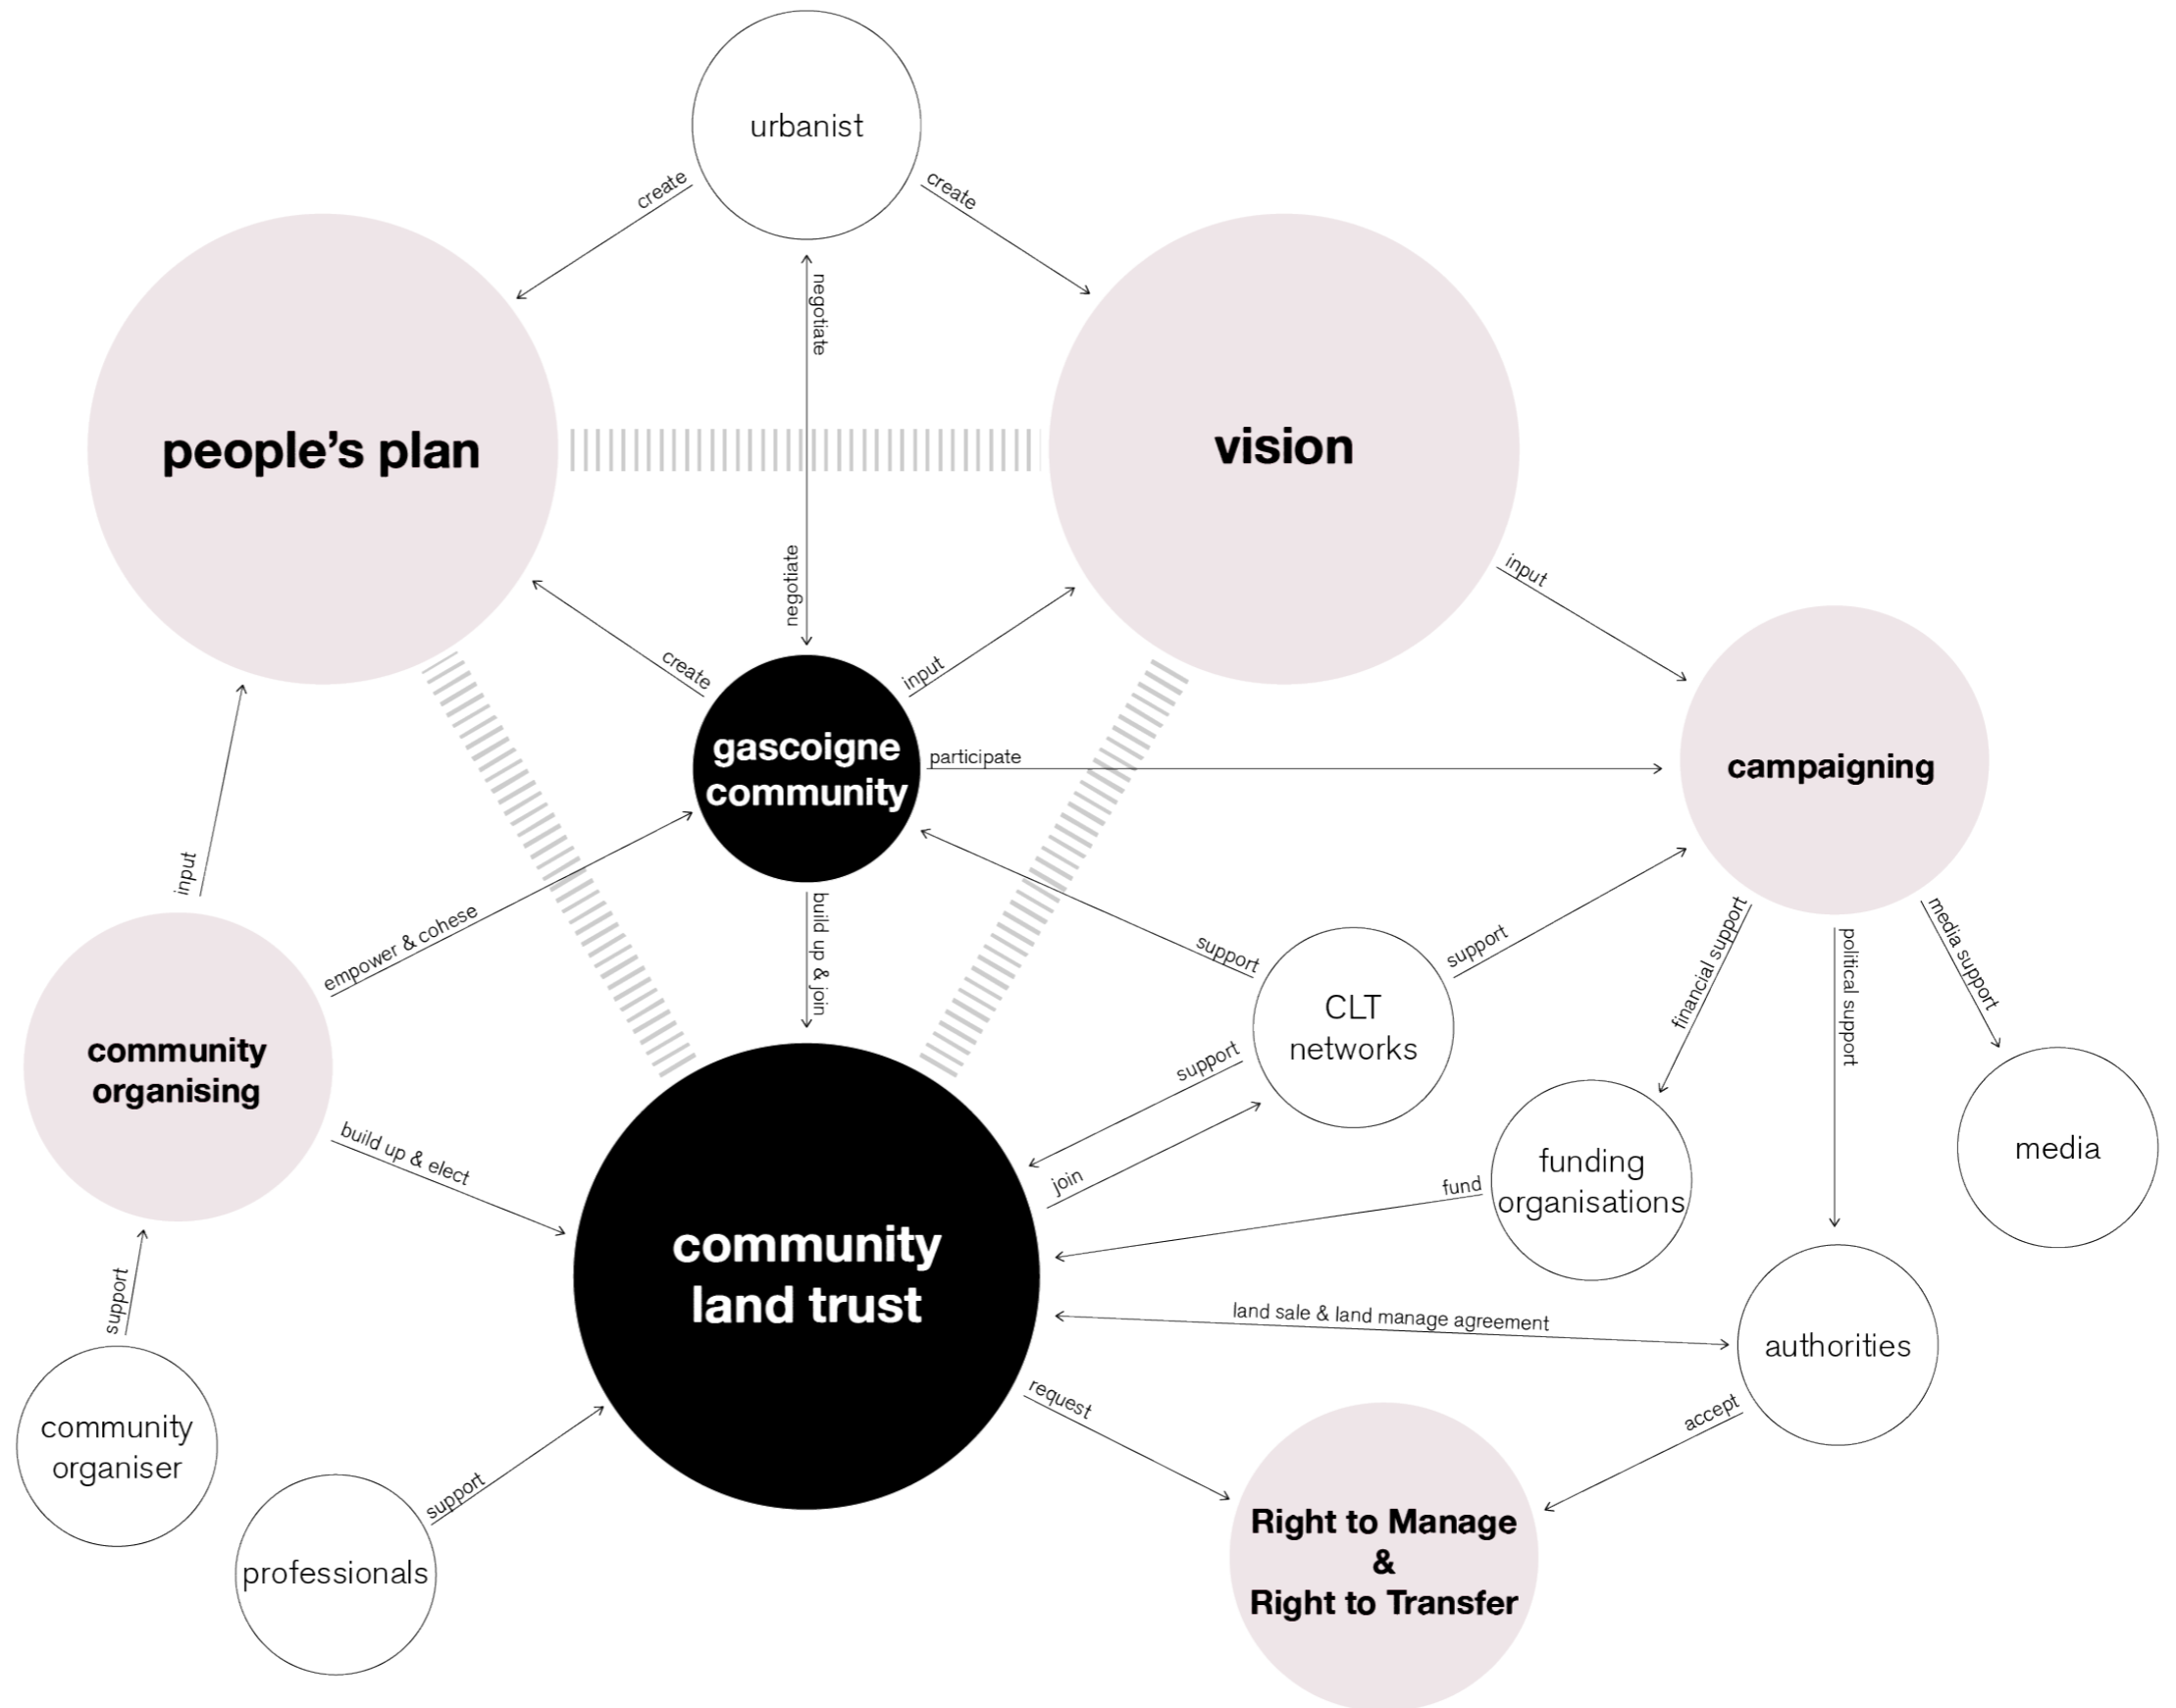 urbanist
create
create
negotiate
people's plan
vision
negotiate
input
create
input
gascoigne
community
participate
campaigning
input
empower & cohese
build up & join
support
support
financial support
political support
media support
community
organising
CLT
networks
support
join
build up & elect
funding
organisations
fund
media
community
land trust
land sale & land manage agreement
authorities
support
request
accept
community
organiser
support
professionals
Right to Manage
&
Right to Transfer